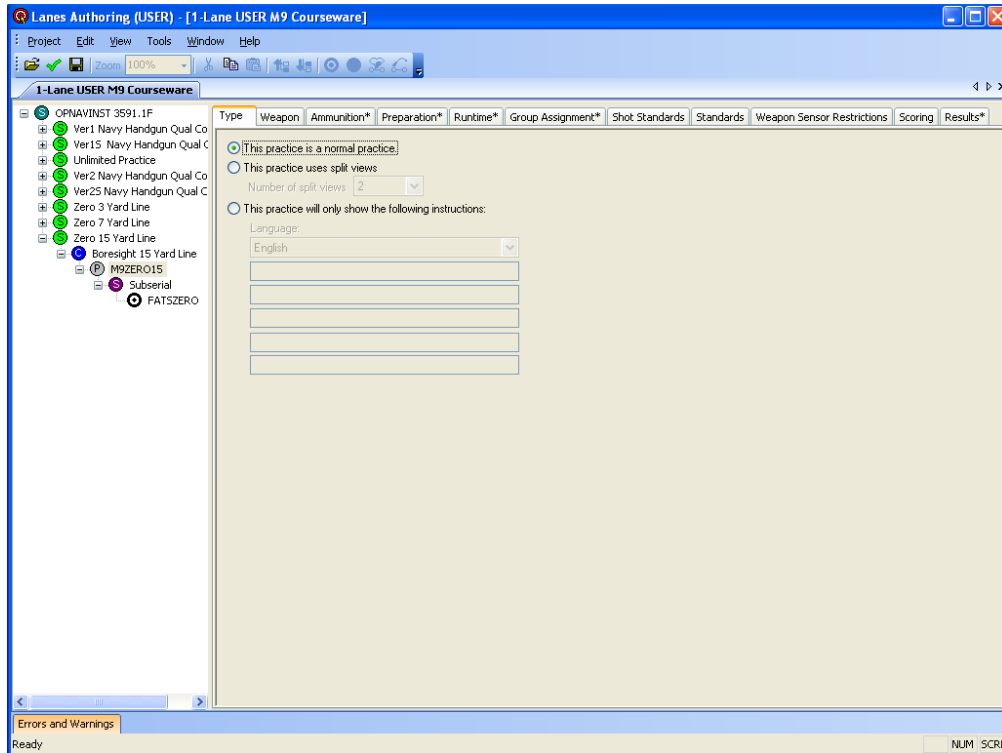 Lanes Authoring (USER) - [1-Lane USER M9 Courseware]
Project Edit View Tools Window Help
Zoom 100%
1-Lane USER M9 Courseware
OPNAVINST 3591.1F
Ver1 Navy Handgun Qual Co
Ver1S Navy Handgun Qual C
Unlimited Practice
Ver2 Navy Handgun Qual Co
Ver2S Navy Handgun Qual C
Zero 3 Yard Line
Zero 7 Yard Line
Zero 15 Yard Line
Boresight 15 Yard Line
M9ZERO15
Subserial
FATSZERO
Type Weapon Ammunition* Preparation* Runtime* Group Assignment* Shot Standards Standards Weapon Sensor Restrictions Scoring Results*
This practice is a normal practice.
This practice uses split views
Number of split views 2
This practice will only show the following instructions:
Language:
English
Errors and Warnings
Ready NUM SCRL